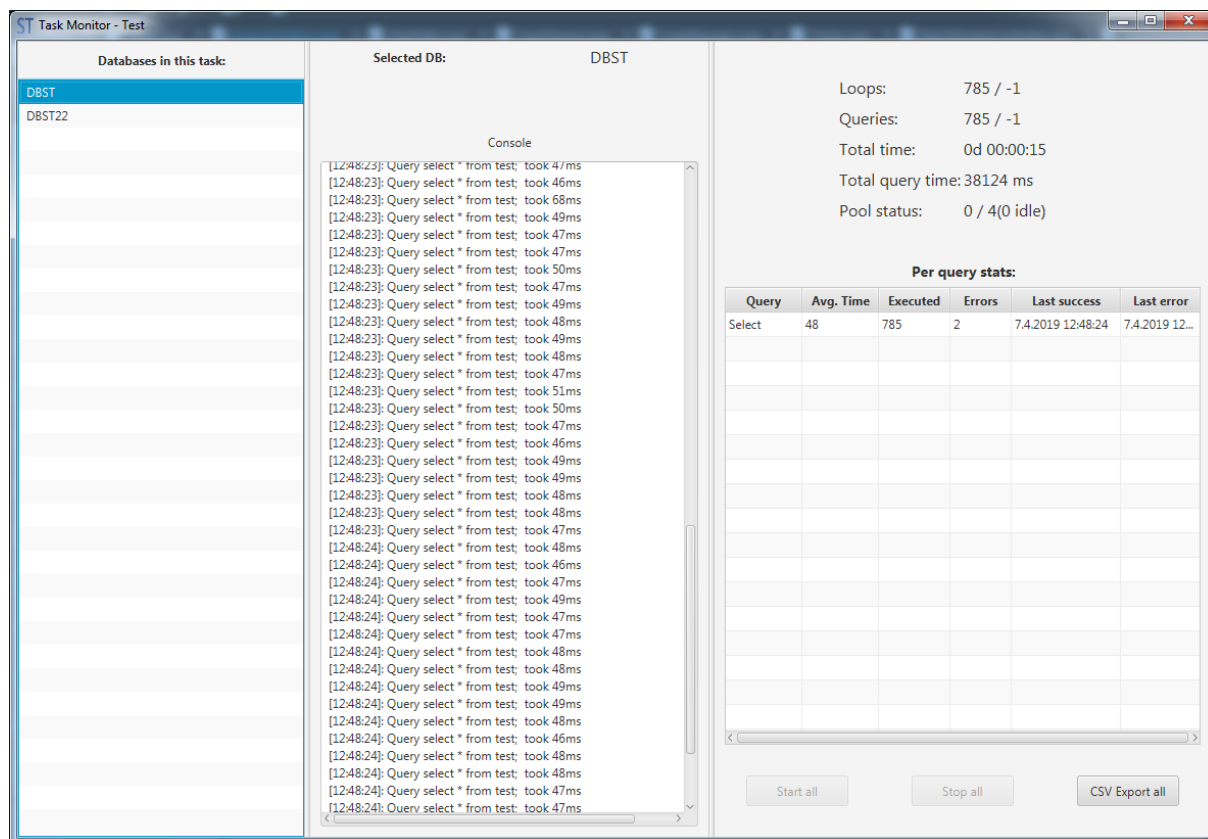 ST Task Monitor - Test
Databases in this task:
DBST
DBST22
Selected DB: DBST
Console
[12:48:23]: Query select * from test; took 47ms
[12:48:23]: Query select * from test; took 46ms
[12:48:23]: Query select * from test; took 68ms
[12:48:23]: Query select * from test; took 49ms
[12:48:23]: Query select * from test; took 47ms
[12:48:23]: Query select * from test; took 47ms
[12:48:23]: Query select * from test; took 50ms
[12:48:23]: Query select * from test; took 47ms
[12:48:23]: Query select * from test; took 49ms
[12:48:23]: Query select * from test; took 48ms
[12:48:23]: Query select * from test; took 49ms
[12:48:23]: Query select * from test; took 48ms
[12:48:23]: Query select * from test; took 47ms
[12:48:23]: Query select * from test; took 51ms
[12:48:23]: Query select * from test; took 50ms
[12:48:23]: Query select * from test; took 47ms
[12:48:23]: Query select * from test; took 46ms
[12:48:23]: Query select * from test; took 49ms
[12:48:23]: Query select * from test; took 49ms
[12:48:23]: Query select * from test; took 48ms
[12:48:23]: Query select * from test; took 48ms
[12:48:23]: Query select * from test; took 47ms
[12:48:24]: Query select * from test; took 48ms
[12:48:24]: Query select * from test; took 46ms
[12:48:24]: Query select * from test; took 47ms
[12:48:24]: Query select * from test; took 49ms
[12:48:24]: Query select * from test; took 47ms
[12:48:24]: Query select * from test; took 47ms
[12:48:24]: Query select * from test; took 48ms
[12:48:24]: Query select * from test; took 48ms
[12:48:24]: Query select * from test; took 49ms
[12:48:24]: Query select * from test; took 49ms
[12:48:24]: Query select * from test; took 48ms
[12:48:24]: Query select * from test; took 46ms
[12:48:24]: Query select * from test; took 48ms
[12:48:24]: Query select * from test; took 48ms
[12:48:24]: Query select * from test; took 47ms
[12:48:24]: Query select * from test; took 47ms
Loops: 785 / -1
Queries: 785 / -1
Total time: 0d 00:00:15
Total query time: 38124 ms
Pool status: 0 / 4(0 idle)
Per query stats:
Query Avg. Time Executed Errors Last success Last error
Select 48 785 2 7.4.2019 12:48:24 7.4.2019 12...
Start all Stop all CSV Export all